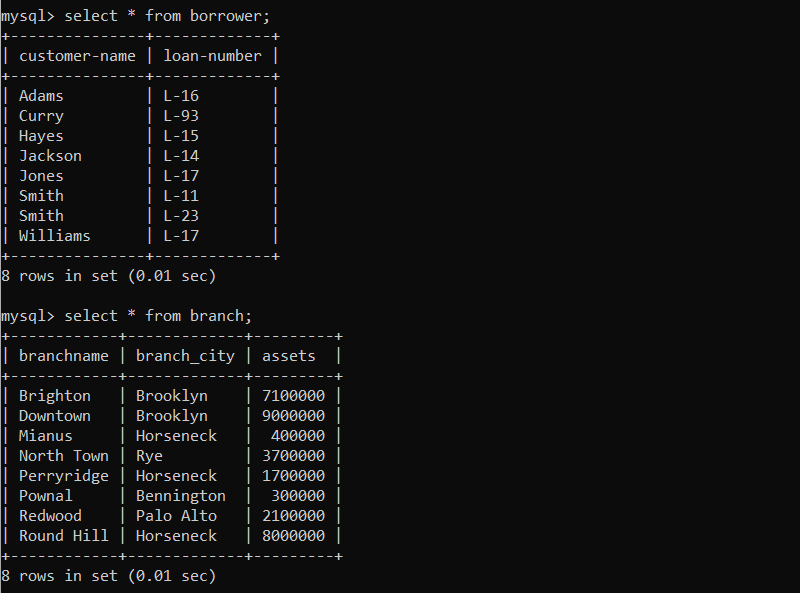 mysql> select * from borrower;
+---------------+-------------+
| customer-name | loan-number |
+---------------+-------------+
| Adams         | L-16        |
| Curry         | L-93        |
| Hayes         | L-15        |
| Jackson       | L-14        |
| Jones         | L-17        |
| Smith         | L-11        |
| Smith         | L-23        |
| Williams      | L-17        |
+---------------+-------------+
8 rows in set (0.01 sec)

mysql> select * from branch;
+------------+-------------+---------+
| branchname | branch_city | assets  |
+------------+-------------+---------+
| Brighton   | Brooklyn    | 7100000 |
| Downtown   | Brooklyn    | 9000000 |
| Mianus     | Horseneck   |  400000 |
| North Town | Rye         | 3700000 |
| Perryridge | Horseneck   | 1700000 |
| Pownal     | Bennington  |  300000 |
| Redwood    | Palo Alto   | 2100000 |
| Round Hill | Horseneck   | 8000000 |
+------------+-------------+---------+
8 rows in set (0.01 sec)